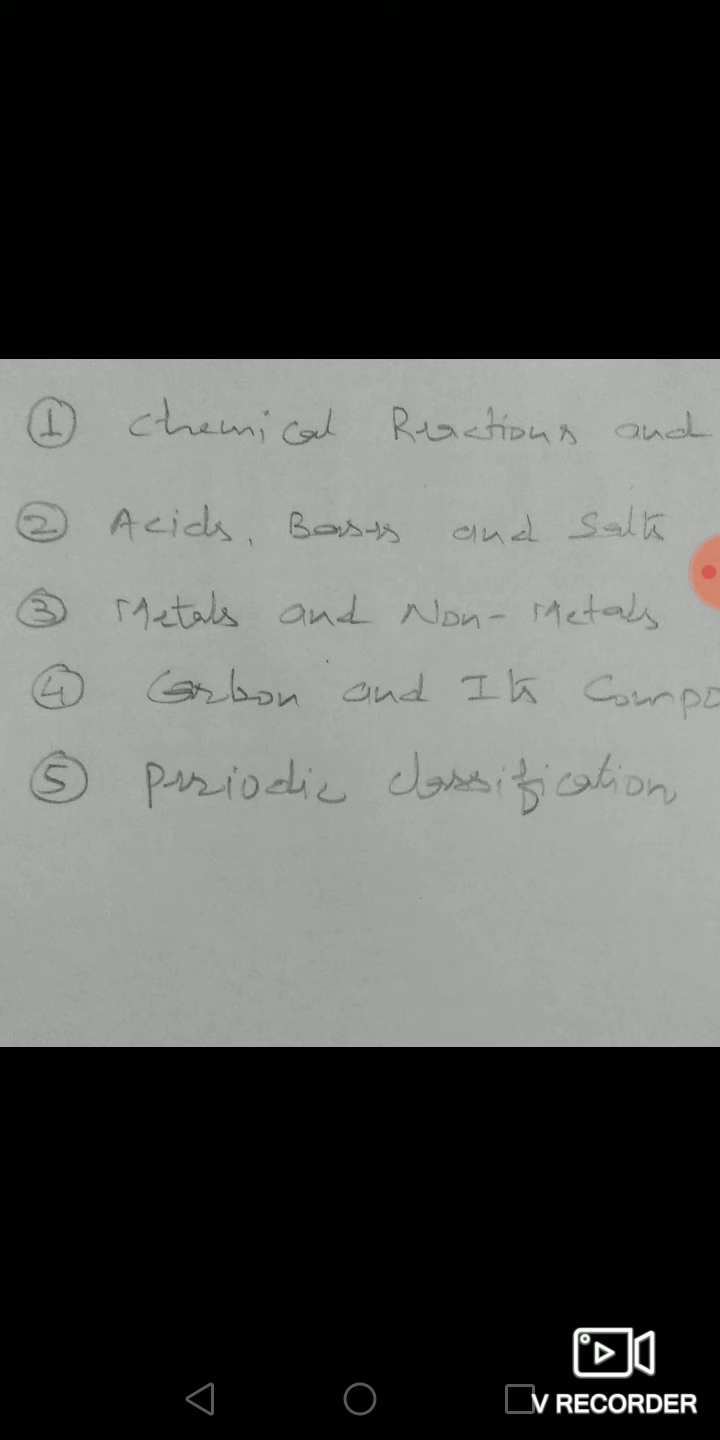 ① Chemical Reactions and
② Acids, Bases and Salts
③ Metals and Non-Metals
④ Carbon and Its Compo
⑤ Periodic classification
V RECORDER